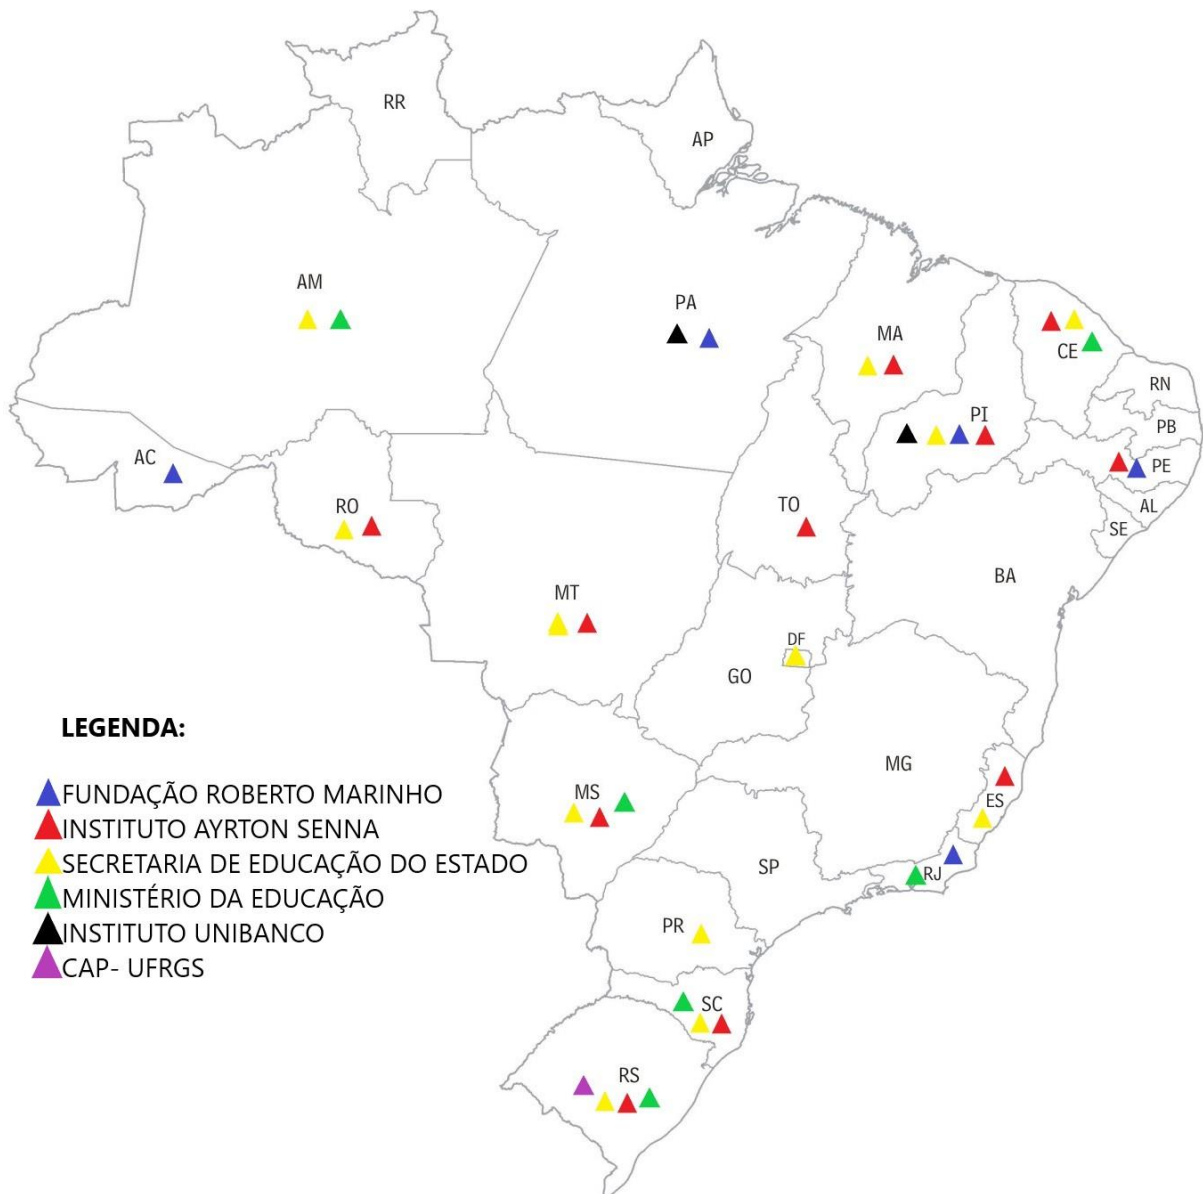 RR
AP
AM
PA
MA
CE
RN
PI
PB
AC
PE
RO
TO
AL
SE
BA
MT
DF
GO
LEGENDA:
MG
MS
ES
FUNDAÇÃO ROBERTO MARINHO
INSTITUTO AYRTON SENNA
SECRETARIA DE EDUCAÇÃO DO ESTADO
SP
RJ
MINISTÉRIO DA EDUCAÇÃO
PR
INSTITUTO UNIBANCO
CAP- UFRGS
SC
RS